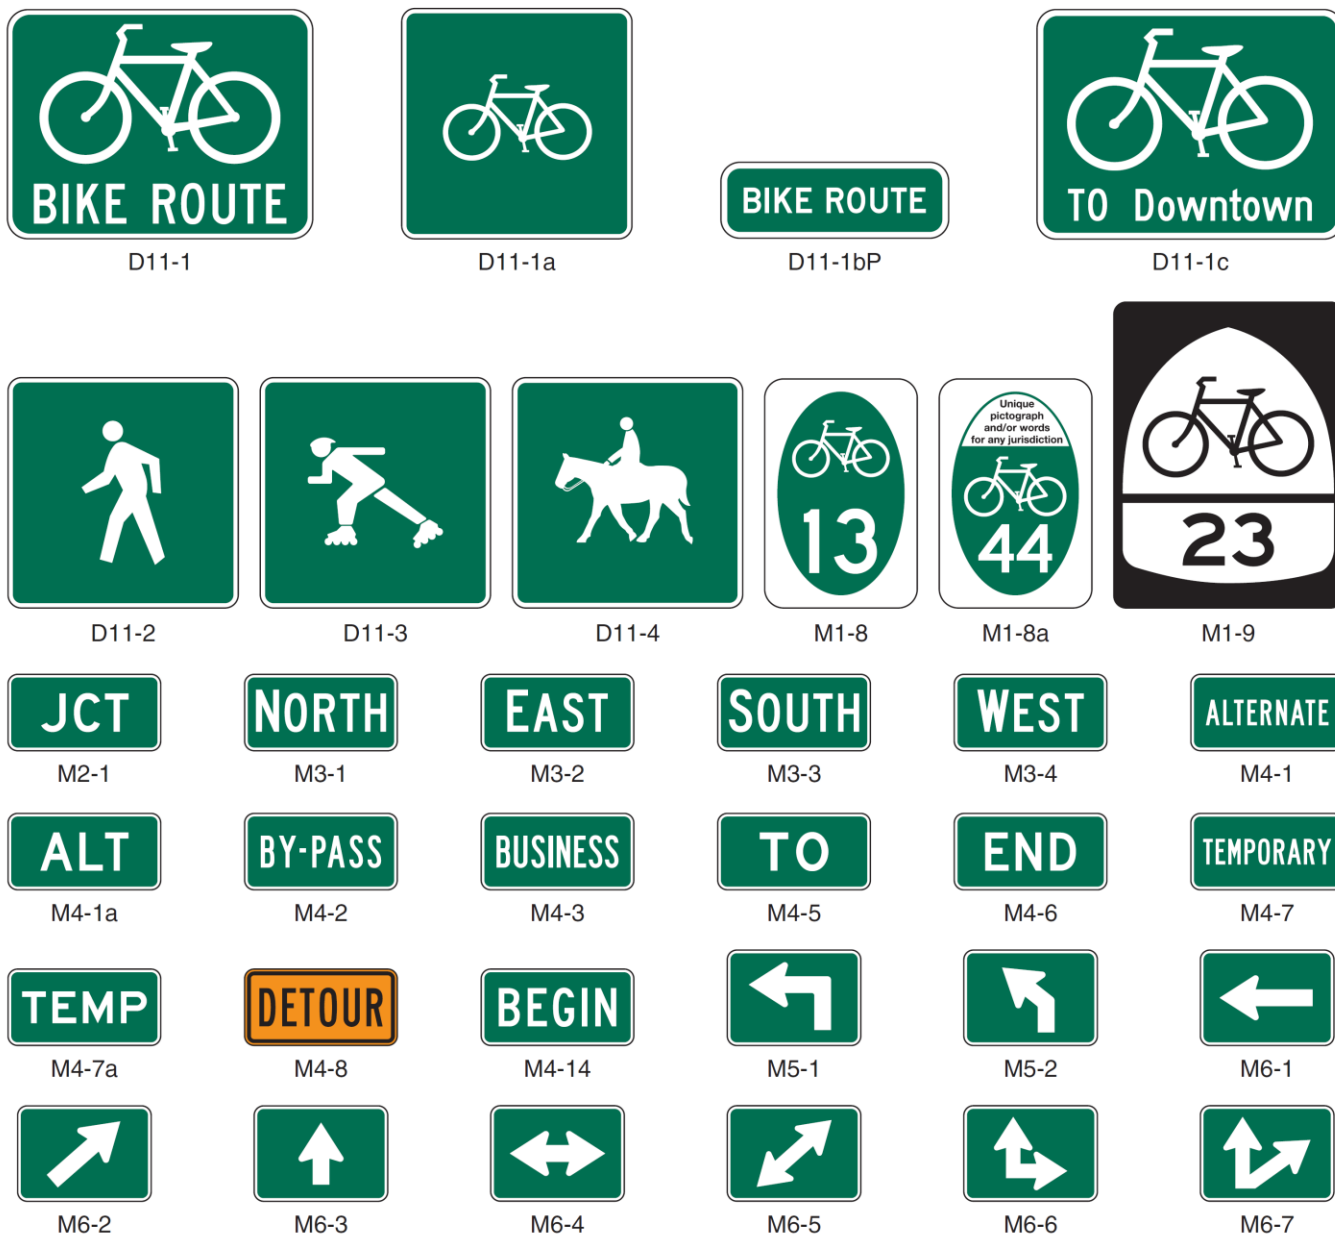 BIKE ROUTE
BIKE ROUTE
TO Downtown
D11-1
D11-1a
D11-1bP
D11-1c
Unique
pictograph
and/or words
for any jurisdiction
13
44
23
D11-2
D11-3
D11-4
M1-8
M1-8a
M1-9
JCT
NORTH
EAST
SOUTH
WEST
ALTERNATE
M2-1
M3-1
M3-2
M3-3
M3-4
M4-1
ALT
BY-PASS
BUSINESS
TO
END
TEMPORARY
M4-1a
M4-2
M4-3
M4-5
M4-6
M4-7
TEMP
DETOUR
BEGIN
M4-7a
M4-8
M4-14
M5-1
M5-2
M6-1
M6-2
M6-3
M6-4
M6-5
M6-6
M6-7